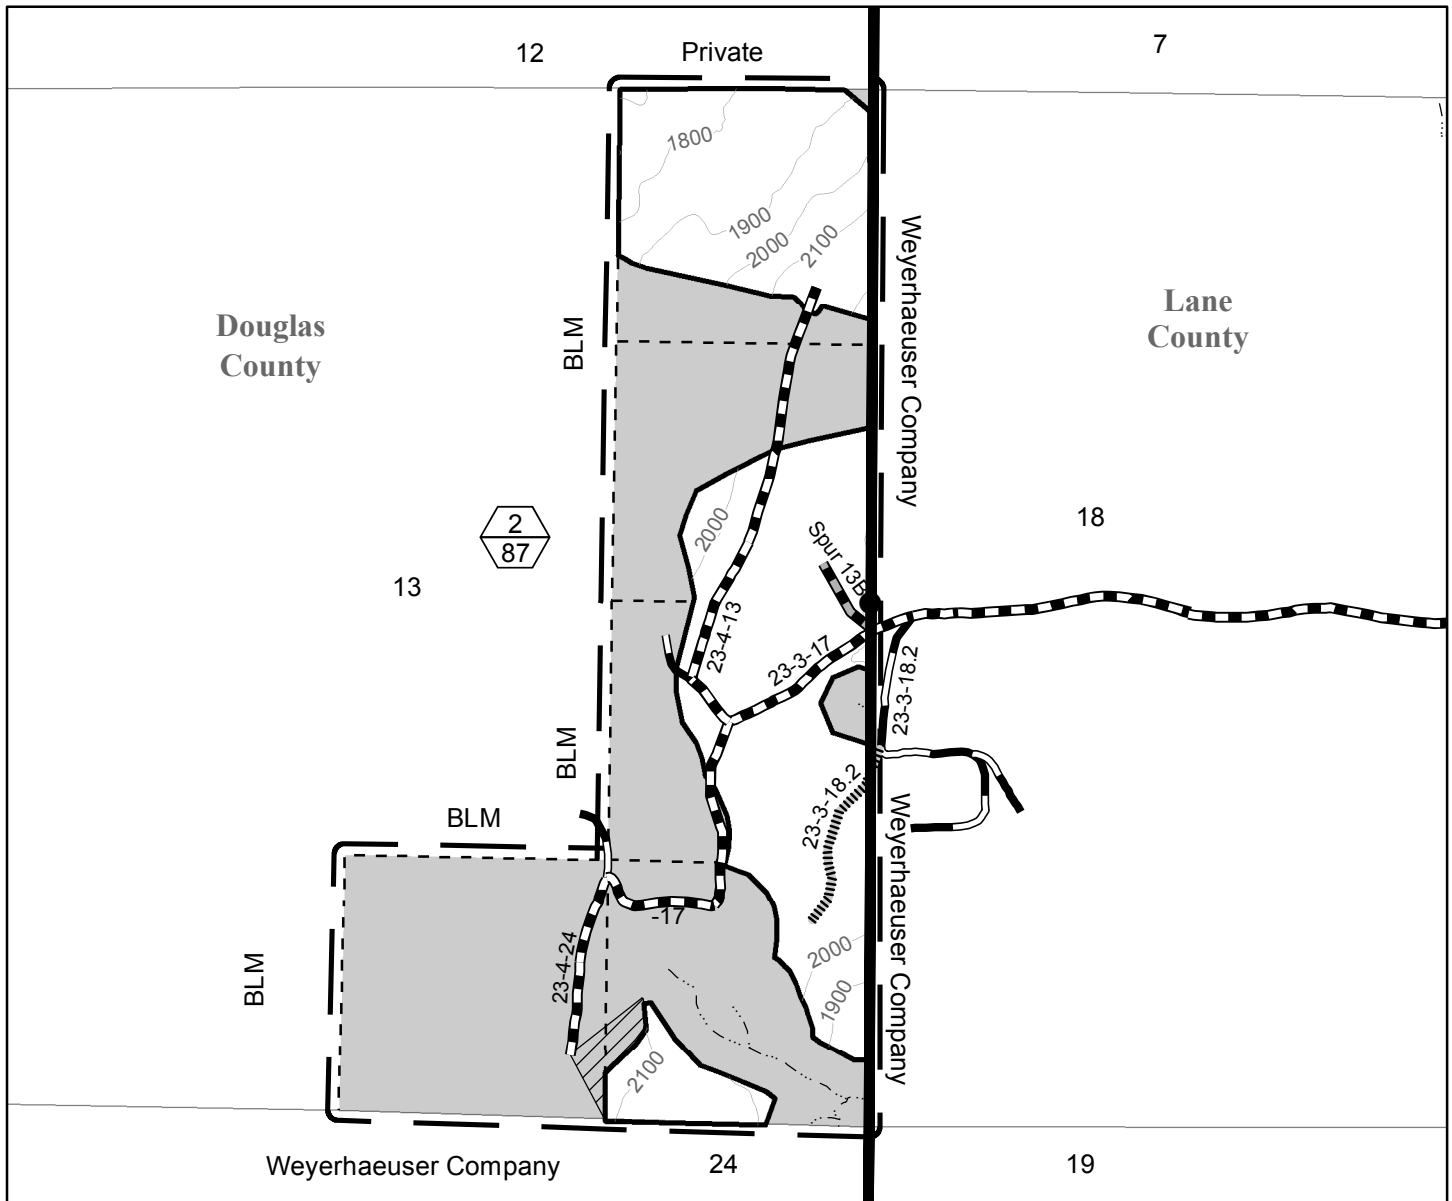 12
Private
7
1800
1900
2000
2100
Weyerhaeuser Company
Douglas
County
Lane
County
BLM
2000
2
87
13
18
Spur 13B
23-4-13
23-3-17
23-3-18.2
BLM
23-3-18.2
BLM
Weyerhaeuser Company
-17
23-4-24
2000
1900
BLM
2100
Weyerhaeuser Company
24
19